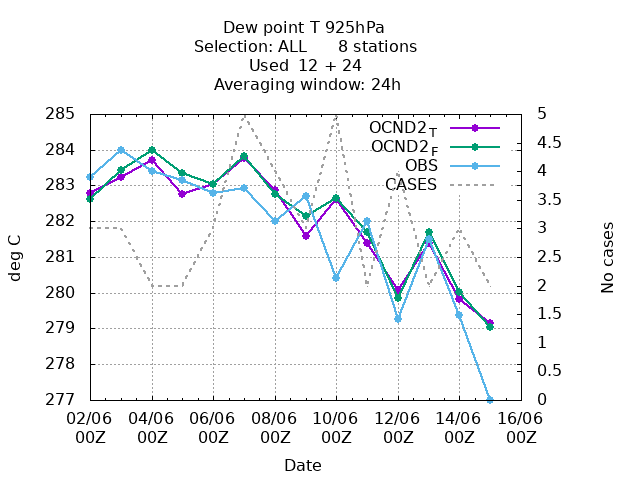 Dew point T 925hPa
Selection: ALL 8 stations
Used 12 + 24
Averaging window: 24h
285
284
283
282
281
280
279
278
277
deg C
OCND2_T
OCND2_F
OBS
CASES
5
4.5
4
3.5
3
2.5
2
1.5
1
0.5
0
No cases
02/06 04/06 06/06 08/06 10/06 12/06 14/06 16/06
00Z 00Z 00Z 00Z 00Z 00Z 00Z 00Z
Date